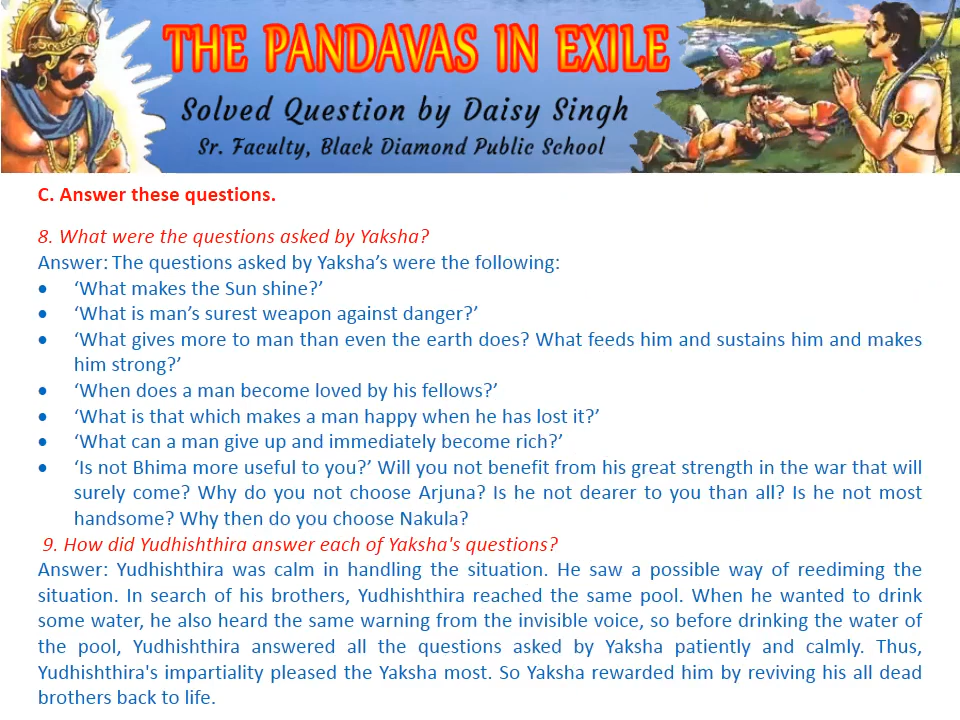 THE PANDAVAS IN EXILE
Solved Question by Daisy Singh
Sr. Faculty, Black Diamond Public School
C. Answer these questions.
8. What were the questions asked by Yaksha?
Answer: The questions asked by Yaksha’s were the following:
• ‘What makes the Sun shine?’
• ‘What is man’s surest weapon against danger?’
• ‘What gives more to man than even the earth does? What feeds him and sustains him and makes
him strong?’
• ‘When does a man become loved by his fellows?’
• ‘What is that which makes a man happy when he has lost it?’
• ‘What can a man give up and immediately become rich?’
• ‘Is not Bhima more useful to you?’ Will you not benefit from his great strength in the war that will
surely come? Why do you not choose Arjuna? Is he not dearer to you than all? Is he not most
handsome? Why then do you choose Nakula?
9. How did Yudhishthira answer each of Yaksha's questions?
Answer: Yudhishthira was calm in handling the situation. He saw a possible way of reediming the
situation. In search of his brothers, Yudhishthira reached the same pool. When he wanted to drink
some water, he also heard the same warning from the invisible voice, so before drinking the water of
the pool, Yudhishthira answered all the questions asked by Yaksha patiently and calmly. Thus,
Yudhishthira's impartiality pleased the Yaksha most. So Yaksha rewarded him by reviving his all dead
brothers back to life.